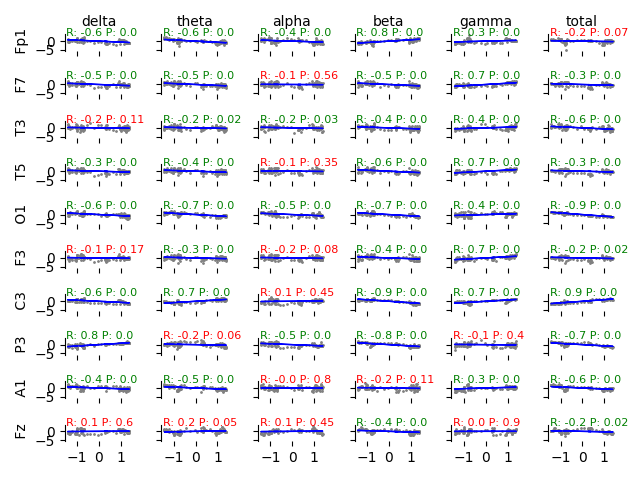 delta theta alpha beta gamma total
Fp1 0 −5 R: -0.6 P: 0.0 R: -0.6 P: 0.0 R: -0.4 P: 0.0 R: 0.8 P: 0.0 R: 0.3 P: 0.0 R: -0.2 P: 0.07
F7 0 −5 R: -0.5 P: 0.0 R: -0.5 P: 0.0 R: -0.1 P: 0.56 R: -0.5 P: 0.0 R: 0.7 P: 0.0 R: -0.3 P: 0.0
T3 0 −5 R: -0.2 P: 0.11 R: -0.2 P: 0.02 R: -0.2 P: 0.03 R: -0.4 P: 0.0 R: 0.4 P: 0.0 R: -0.6 P: 0.0
T5 0 −5 R: -0.3 P: 0.0 R: -0.4 P: 0.0 R: -0.1 P: 0.35 R: -0.6 P: 0.0 R: 0.7 P: 0.0 R: -0.3 P: 0.0
O1 0 −5 R: -0.6 P: 0.0 R: -0.7 P: 0.0 R: -0.5 P: 0.0 R: -0.7 P: 0.0 R: 0.4 P: 0.0 R: -0.9 P: 0.0
F3 0 −5 R: -0.1 P: 0.17 R: -0.3 P: 0.0 R: -0.2 P: 0.08 R: -0.4 P: 0.0 R: 0.7 P: 0.0 R: -0.2 P: 0.02
C3 0 −5 R: -0.6 P: 0.0 R: 0.7 P: 0.0 R: 0.1 P: 0.45 R: -0.9 P: 0.0 R: 0.7 P: 0.0 R: 0.9 P: 0.0
P3 0 −5 R: 0.8 P: 0.0 R: -0.2 P: 0.06 R: -0.5 P: 0.0 R: -0.8 P: 0.0 R: -0.1 P: 0.4 R: -0.7 P: 0.0
A1 0 −5 R: -0.4 P: 0.0 R: -0.5 P: 0.0 R: -0.0 P: 0.8 R: -0.2 P: 0.11 R: 0.3 P: 0.0 R: -0.6 P: 0.0
Fz 0 −5 R: 0.1 P: 0.6 R: 0.2 P: 0.05 R: 0.1 P: 0.45 R: -0.4 P: 0.0 R: 0.0 P: 0.9 R: -0.2 P: 0.02
−1 0 1 −1 0 1 −1 0 1 −1 0 1 −1 0 1 −1 0 1